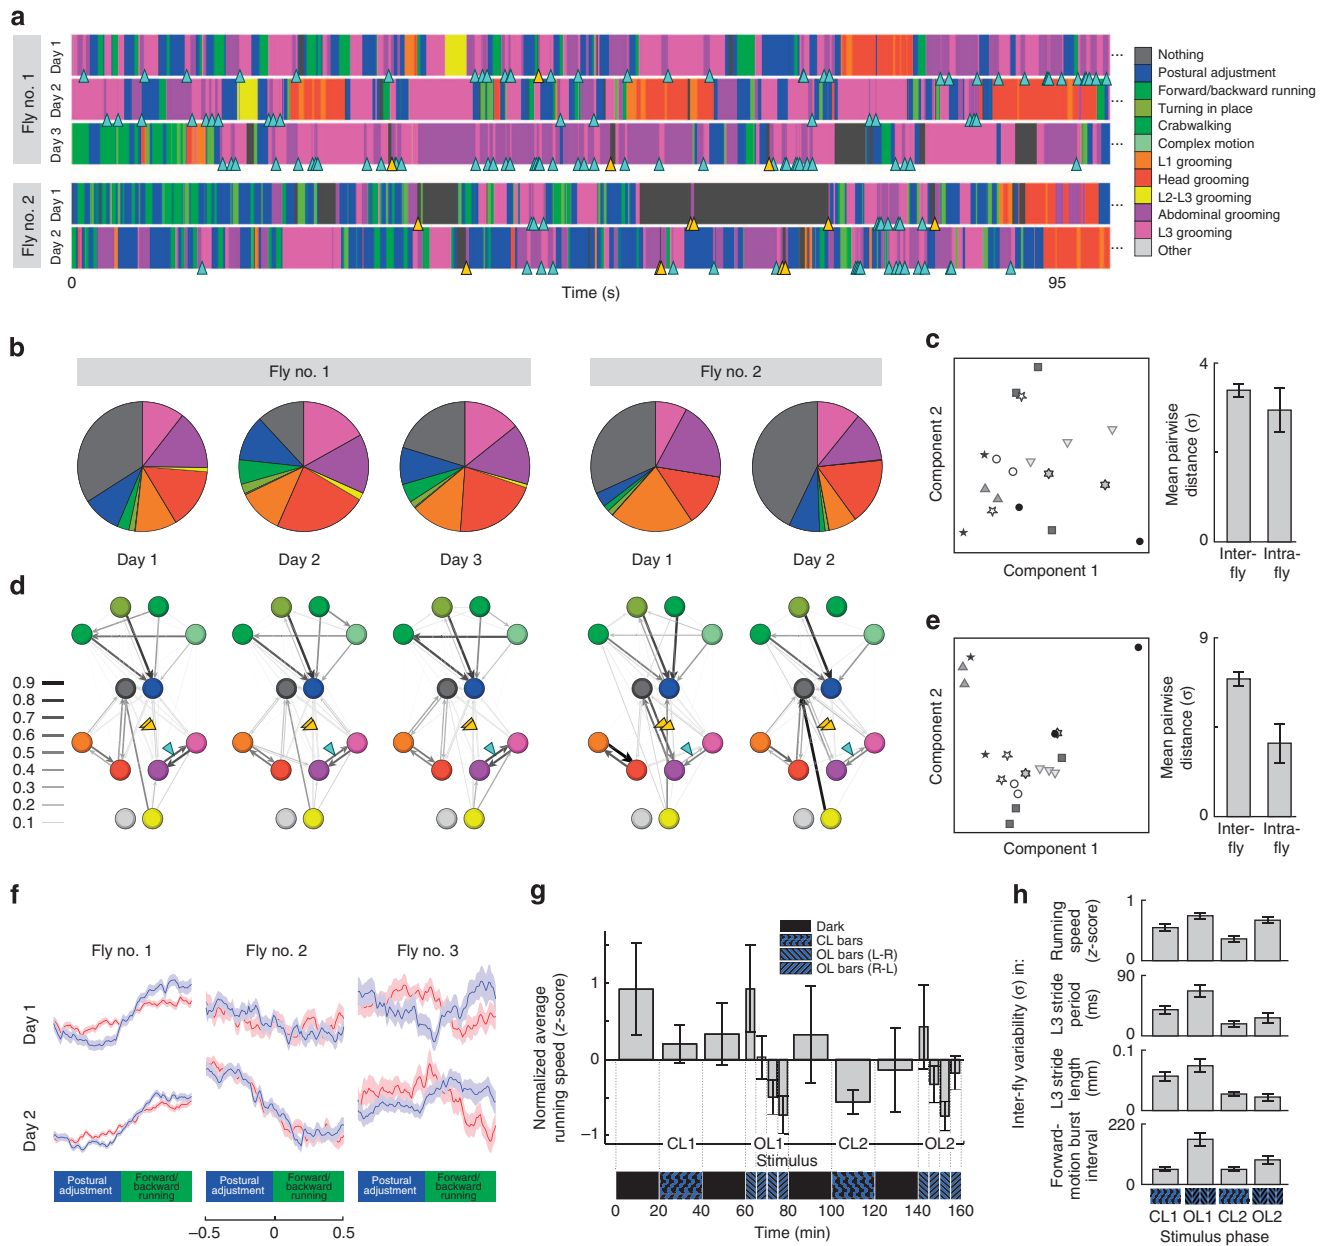 a
Fly no. 1
Day 1
Day 2
Day 3
Fly no. 2
Day 1
Day 2
...
...
...
...
...
0
95
Time (s)
Nothing
Postural adjustment
Forward/backward running
Turning in place
Crabwalking
Complex motion
L1 grooming
Head grooming
L2-L3 grooming
Abdominal grooming
L3 grooming
Other
b
Fly no. 1
Fly no. 2
Day 1
Day 2
Day 3
Day 1
Day 2
c
Component 2
Component 1
Mean pairwise
distance (σ)
4
0
Inter-
fly
Intra-
fly
d
0.9
0.8
0.7
0.6
0.5
0.4
0.3
0.2
0.1
e
Component 2
Component 1
Mean pairwise
distance (σ)
9
0
Inter-
fly
Intra-
fly
f
Fly no. 1
Fly no. 2
Fly no. 3
Day 1
Day 2
Postural
adjustment
Forward/
backward
running
Postural
adjustment
Forward/
backward
running
Postural
adjustment
Forward/
backward
running
−0.5
0
0.5
g
Dark
CL bars
OL bars (L-R)
OL bars (R-L)
Normalized average
running speed (z-score)
1
0
−1
CL1
OL1
CL2
OL2
Stimulus
0
20
40
60
80
100
120
140
160
Time (min)
h
Inter-fly variability (σ) in:
Running
speed
(z-score)
1
0
L3 stride
period
(ms)
90
0
L3 stride
length
(mm)
0.1
0
Forward-
motion burst
interval
220
0
CL1
OL1
CL2
OL2
Stimulus phase